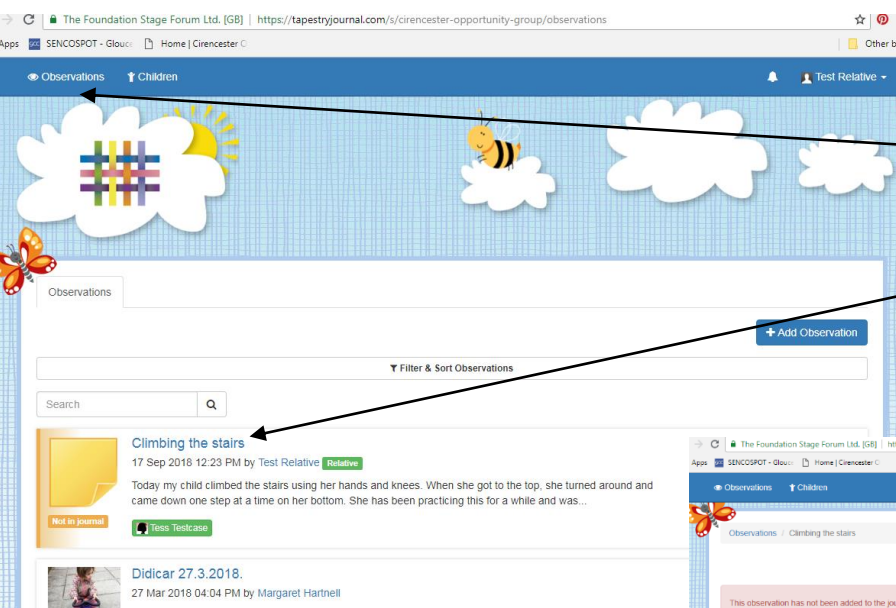 The Foundation Stage Forum Ltd. [GB] | https://tapestryjournal.com/s/cirencester-opportunity-group/observations
Apps SENCOSPOT - Glouc Home | Cirencester O Other b
Observations Children Test Relative
Observations
+ Add Observation
Filter & Sort Observations
Search
Climbing the stairs
17 Sep 2018 12:23 PM by Test Relative Relative
Today my child climbed the stairs using her hands and knees. When she got to the top, she turned around and
came down one step at a time on her bottom. She has been practicing this for a while and was...
Not in journal
Tess Testcase
Didicar 27.3.2018.
27 Mar 2018 04:04 PM by Margaret Hartnell
The Foundation Stage Forum Ltd. [GB] | htt
Apps SENCOSPOT - Glouc Home | Cirencester O
Observations Children
Observations / Climbing the stairs
This observation has not been added to the jou